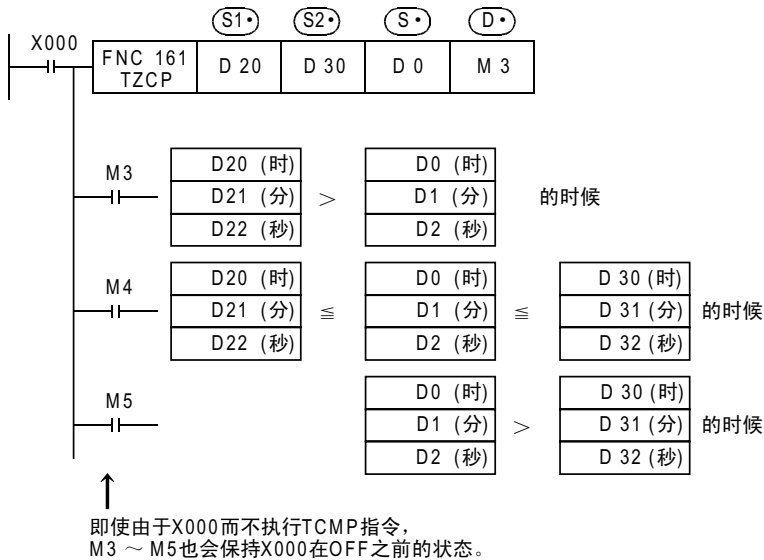 S1• S2• S• D•
X000
FNC 161 TZCP D 20 D 30 D 0 M 3
M3
D20 (时) D0 (时)
D21 (分) > D1 (分) 的时候
D22 (秒) D2 (秒)
M4
D20 (时) D0 (时) D 30 (时)
D21 (分) ≦ D1 (分) ≦ D 31 (分) 的时候
D22 (秒) D2 (秒) D 32 (秒)
M5
D0 (时) D 30 (时)
D1 (分) > D 31 (分) 的时候
D2 (秒) D 32 (秒)
即使由于X000而不执行TCMP指令，
M3 ～ M5也会保持X000在OFF之前的状态。